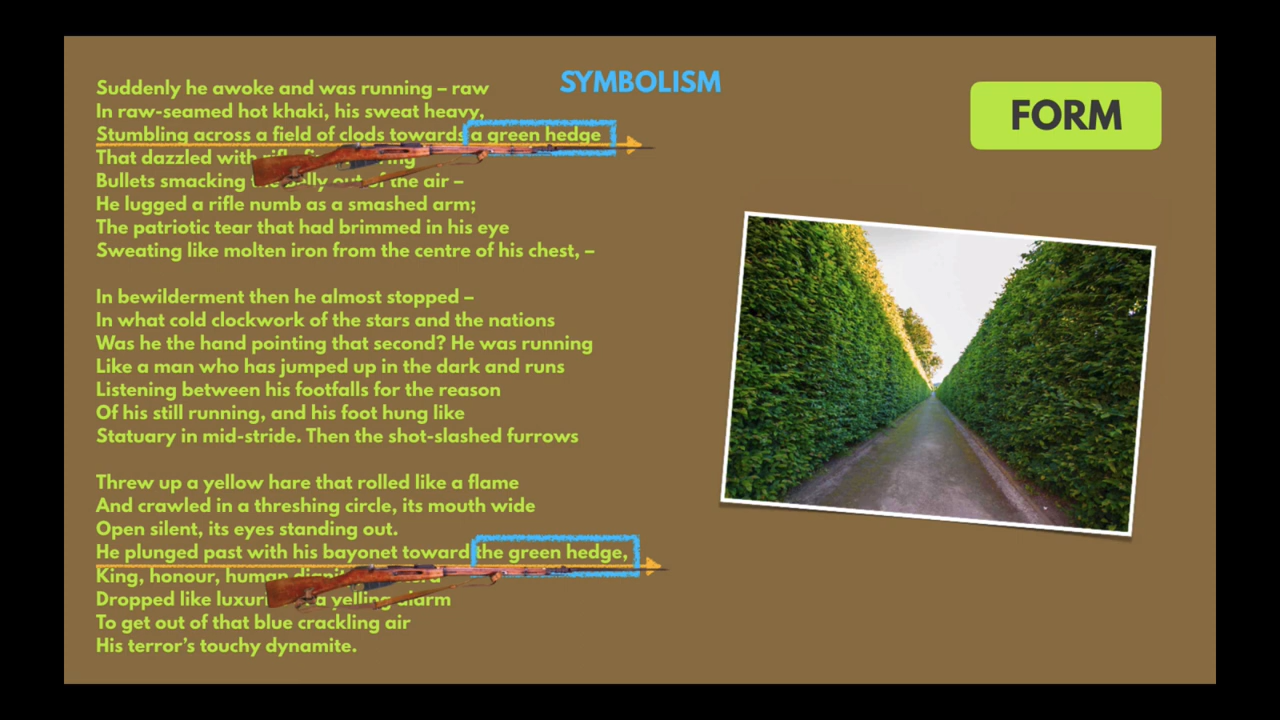 SYMBOLISM
FORM
Suddenly he awoke and was running – raw
In raw-seamed hot khaki, his sweat heavy,
Stumbling across a field of clods towards a green hedge
That dazzled with
Bullets smacking the belly out of the air –
He lugged a rifle numb as a smashed arm;
The patriotic tear that had brimmed in his eye
Sweating like molten iron from the centre of his chest, –
In bewilderment then he almost stopped –
In what cold clockwork of the stars and the nations
Was he the hand pointing that second? He was running
Like a man who has jumped up in the dark and runs
Listening between his footfalls for the reason
Of his still running, and his foot hung like
Statuary in mid-stride. Then the shot-slashed furrows
Threw up a yellow hare that rolled like a flame
And crawled in a threshing circle, its mouth wide
Open silent, its eyes standing out.
He plunged past with his bayonet toward the green hedge,
King, honour, human
Dropped like a yelling alarm
To get out of that blue crackling air
His terror's touchy dynamite.